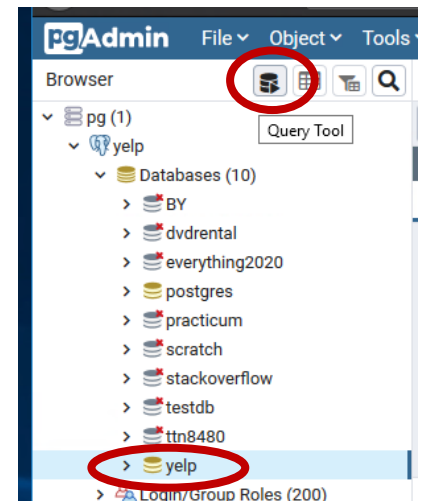 pgAdmin File Object Tools
Browser
Query Tool
pg (1)
yelp
Databases (10)
BY
dvdrental
everything2020
postgres
practicum
scratch
stackoverflow
testdb
ttn8480
yelp
Login/Group Roles (200)